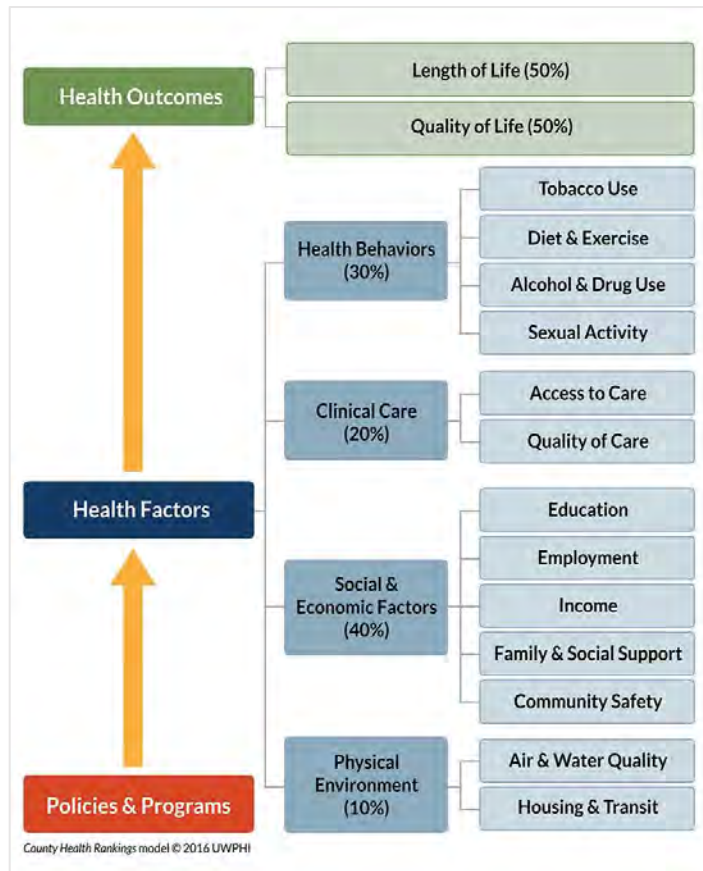 Health Outcomes
Length of Life (50%)
Quality of Life (50%)
Health Behaviors
(30%)
Tobacco Use
Diet & Exercise
Alcohol & Drug Use
Sexual Activity
Clinical Care
(20%)
Access to Care
Quality of Care
Health Factors
Social &
Economic Factors
(40%)
Education
Employment
Income
Family & Social Support
Community Safety
Physical
Environment
(10%)
Air & Water Quality
Housing & Transit
Policies & Programs
County Health Rankings model © 2016 UWPHI